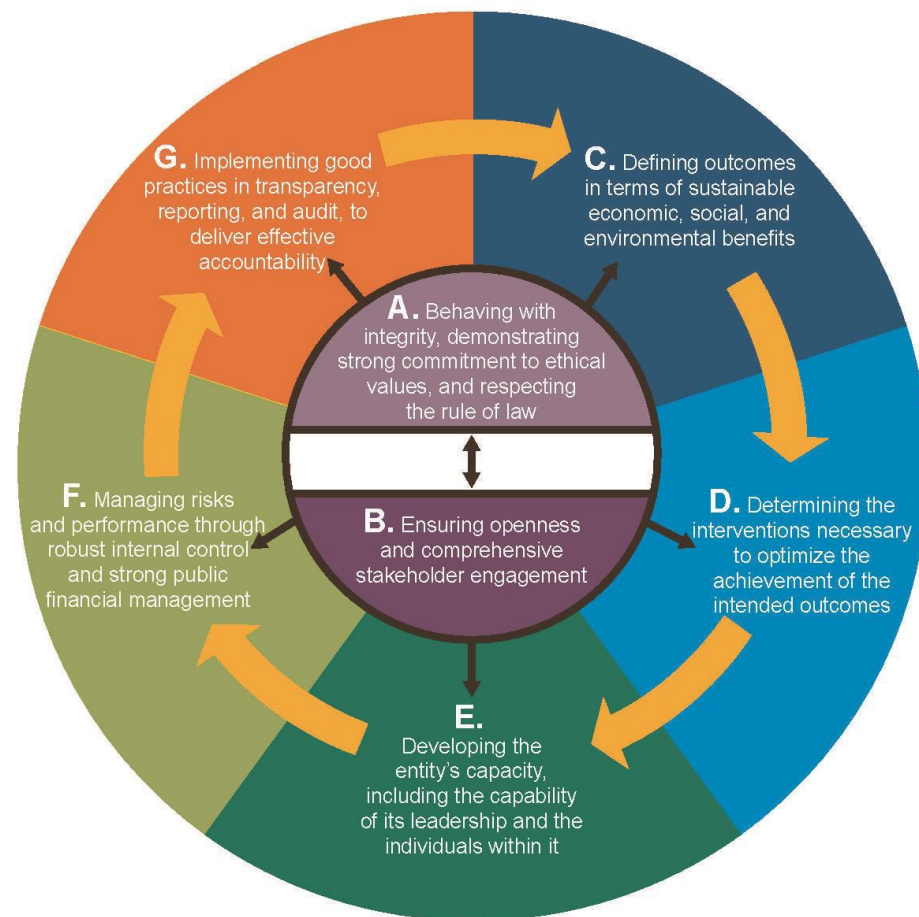 G. Implementing good
practices in transparency,
reporting, and audit, to
deliver effective
accountability
C. Defining outcomes
in terms of sustainable
economic, social, and
environmental benefits
A. Behaving with
integrity, demonstrating
strong commitment to ethical
values, and respecting
the rule of law
B. Ensuring openness
and comprehensive
stakeholder engagement
F. Managing risks
and performance through
robust internal control
and strong public
financial management
D. Determining the
interventions necessary
to optimize the
achievement of the
intended outcomes
E.
Developing the
entity's capacity,
including the capability
of its leadership and the
individuals within it